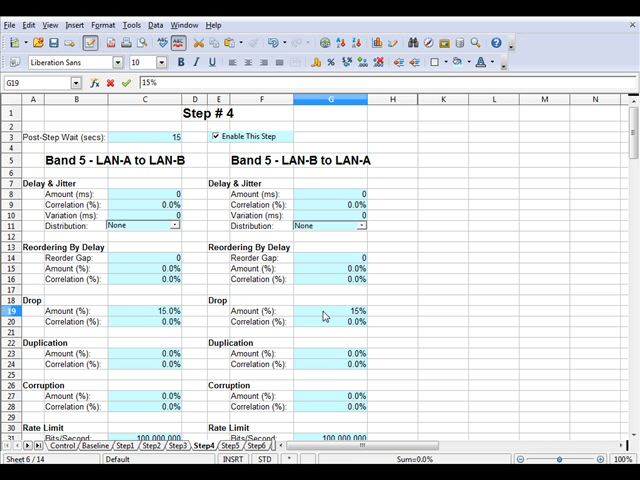 File Edit View Insert Format Tools Data Window Help
Liberation Sans 10
G19 15%
A B C D E F G H K L M N
1 Step # 4
2
3 Post-Step Wait (secs): 15 Enable This Step
5 Band 5 - LAN-A to LAN-B Band 5 - LAN-B to LAN-A
6
7 Delay & Jitter Delay & Jitter
8 Amount (ms): 0 Amount (ms): 0
9 Correlation (%): 0.0% Correlation (%): 0.0%
10 Variation (ms): 0 Variation (ms): 0
11 Distribution: None Distribution: None
12
13 Reordering By Delay Reordering By Delay
14 Reorder Gap: 0 Reorder Gap: 0
15 Amount (%): 0.0% Amount (%): 0.0%
16 Correlation (%): 0.0% Correlation (%): 0.0%
17
18 Drop Drop
19 Amount (%): 15.0% Amount (%): 15%
20 Correlation (%): 0.0% Correlation (%): 0.0%
21
22 Duplication Duplication
23 Amount (%): 0.0% Amount (%): 0.0%
24 Correlation (%): 0.0% Correlation (%): 0.0%
25
26 Corruption Corruption
27 Amount (%): 0.0% Amount (%): 0.0%
28 Correlation (%): 0.0% Correlation (%): 0.0%
29
30 Rate Limit Rate Limit
31 Bits/Second: 100,000,000 Bits/Second: 100,000,000
Control Baseline Step1 Step2 Step3 Step4 Step5 Step6
Sheet 6 / 14 Default INSRT STD * Sum=0.0% 100%